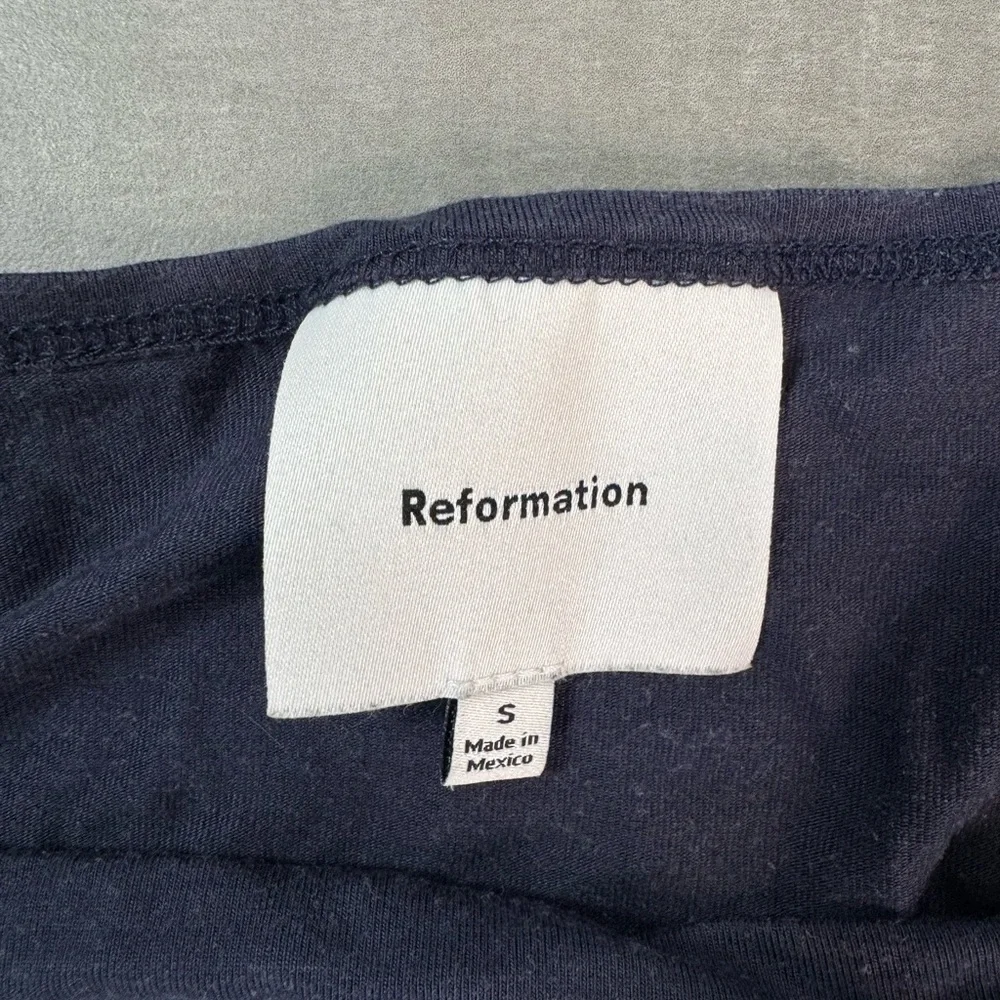 Reformation
S
Made in
Mexico